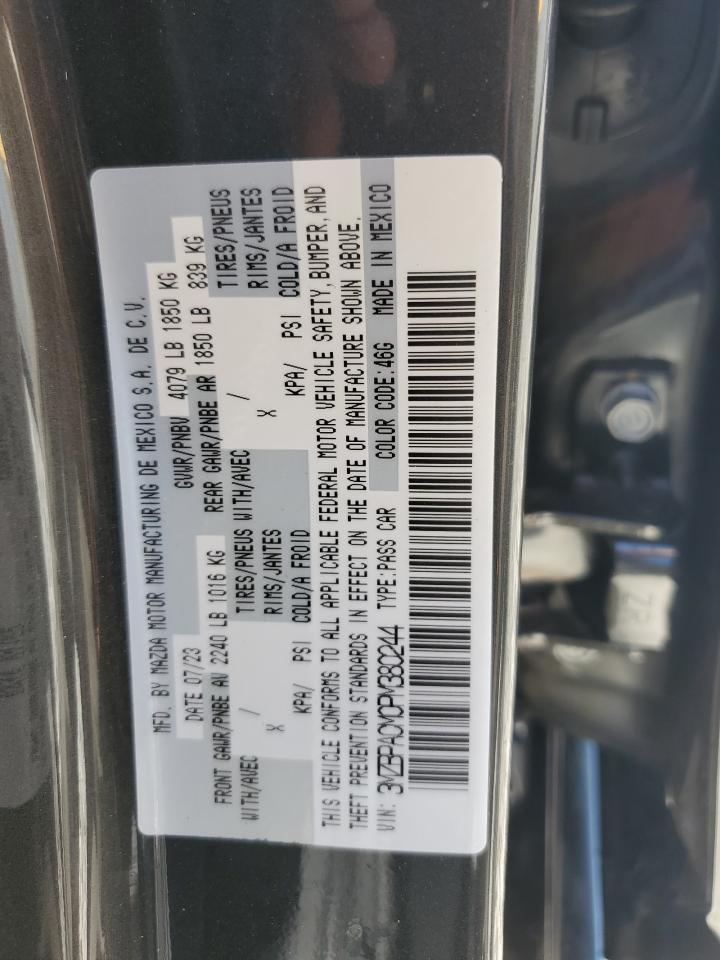 MFD. BY MAZDA MOTOR MANUFACTURING DE MEXICO S.A. DE C.V.
DATE 07/23 GVWR/PNBV 4079 LB 1850 KG
FRONT GAWR/PNBE AV 2240 LB 1016 KG REAR GAWR/PNBE AR 1850 LB 839 KG
WITH/AVEC / TIRES/PNEUS WITH/AVEC / TIRES/PNEUS
X RIMS/JANTES X RIMS/JANTES
KPA/ PSI COLD/A FROID KPA/ PSI COLD/A FROID
THIS VEHICLE CONFORMS TO ALL APPLICABLE FEDERAL MOTOR VEHICLE SAFETY, BUMPER, AND
THEFT PREVENTION STANDARDS IN EFFECT ON THE DATE OF MANUFACTURE SHOWN ABOVE.
VIN: 3MZBPACM0PM380244 TYPE:PASS CAR COLOR CODE:46G MADE IN MEXICO